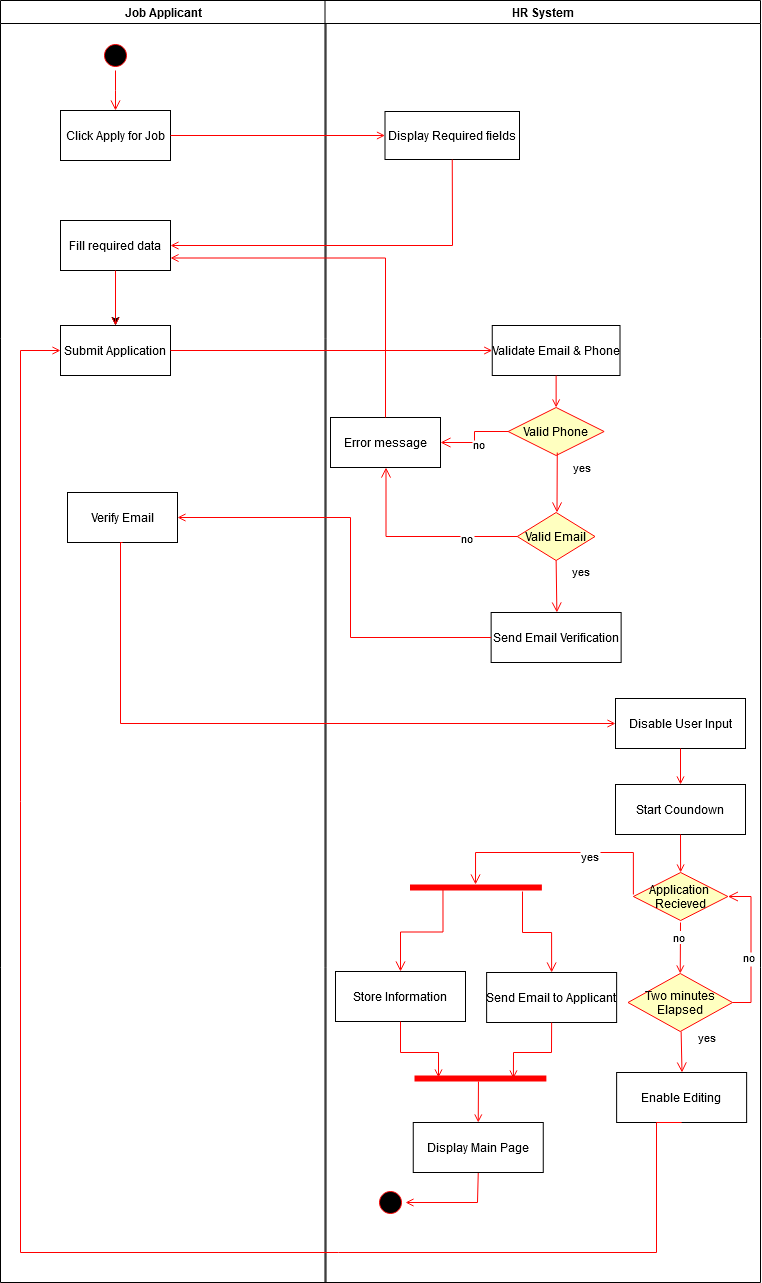 Job Applicant
HR System
Click Apply for Job
Display Required fields
Fill required data
Submit Application
Validate Email & Phone
Valid Phone
Error message
no
yes
Verify Email
Valid Email
no
yes
Send Email Verification
Disable User Input
Start Coundown
yes
Application
Recieved
no
no
Store Information
Send Email to Applicant
Two minutes
Elapsed
yes
Enable Editing
Display Main Page